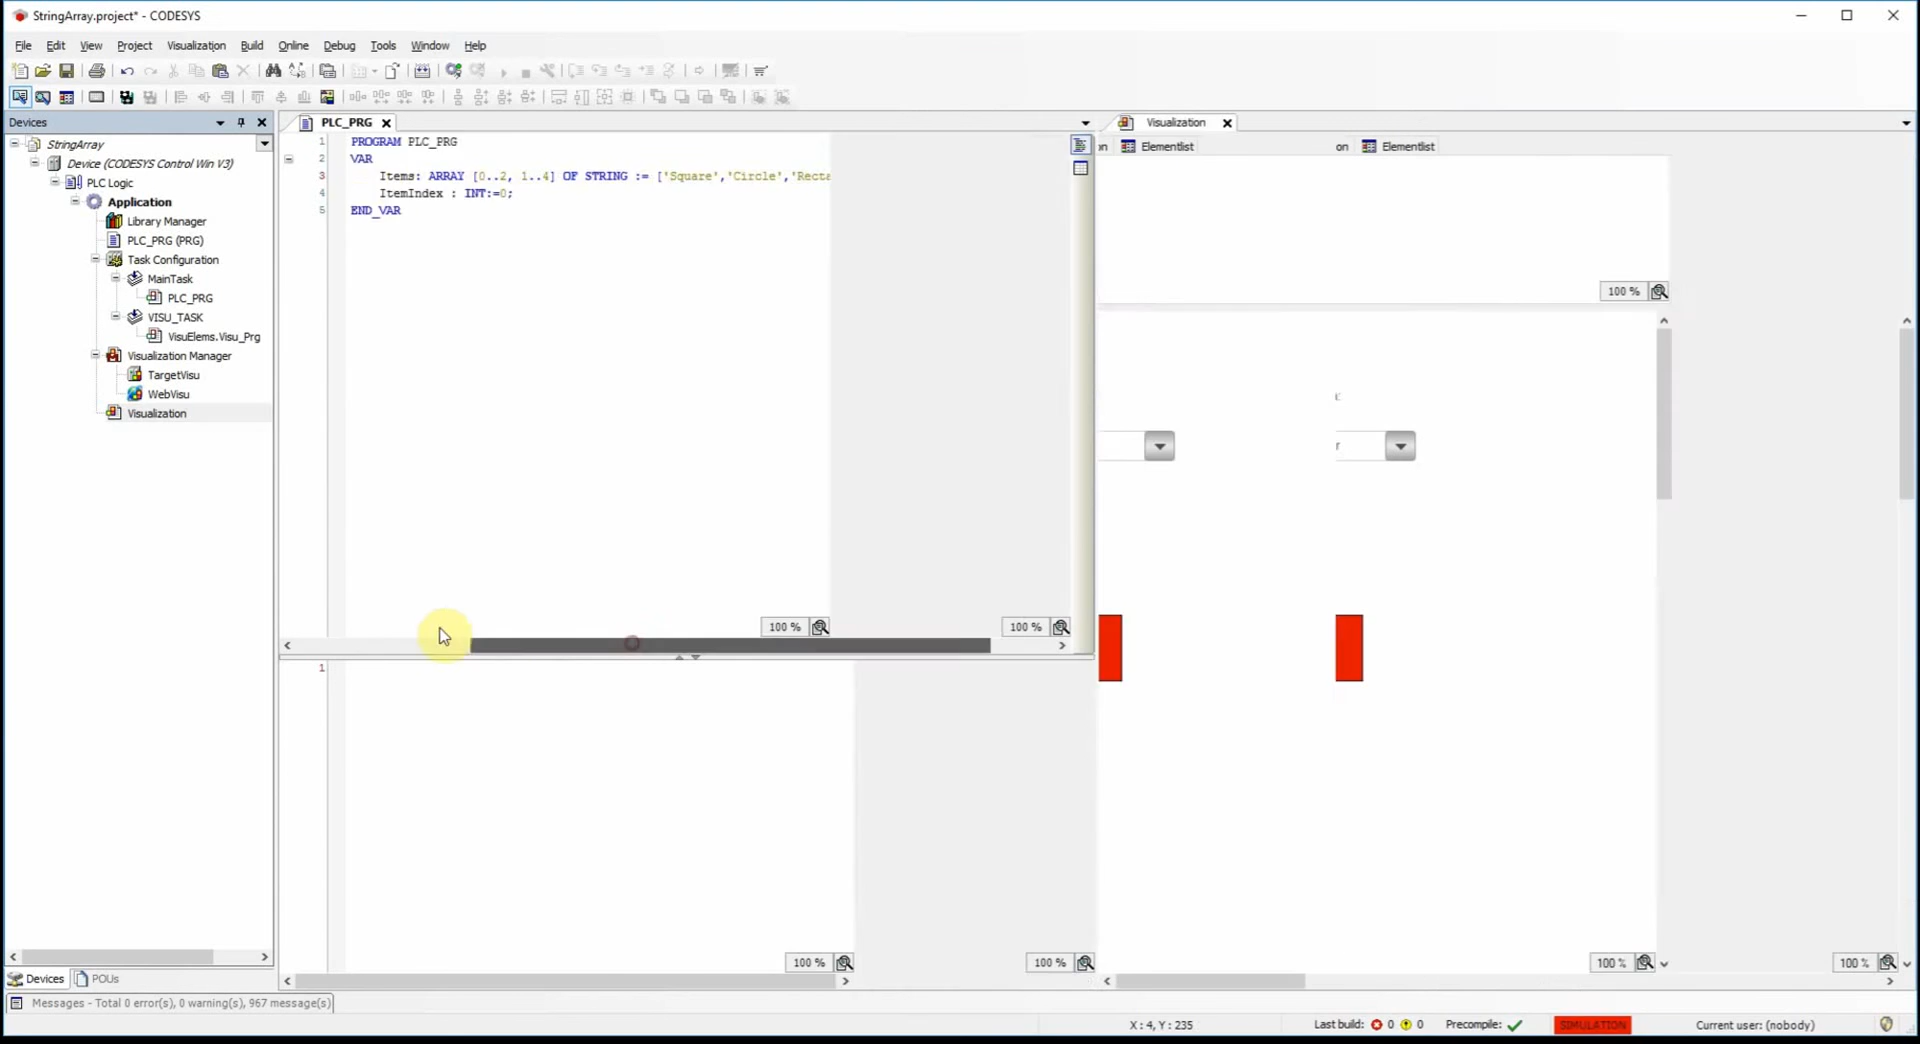 StringArray.project* - CODESYS
File Edit View Project Visualization Build Online Debug Tools Window Help
Devices
StringArray
Device (CODESYS Control Win V3)
PLC Logic
Application
Library Manager
PLC_PRG (PRG)
Task Configuration
MainTask
PLC_PRG
VISU_TASK
VisuElems.Visu_Prg
Visualization Manager
TargetVisu
WebVisu
Visualization
Devices POUs
PLC_PRG
1 PROGRAM PLC_PRG
2 VAR
3 Items: ARRAY [0..2, 1..4] OF STRING := ['Square','Circle','Recta
4 ItemIndex : INT:=0;
5 END_VAR
100 % 100 %
1
100 % 100 %
Visualization
on Elementlist on Elementlist
100 %
r
100 % 100 %
Messages - Total 0 error(s), 0 warning(s), 967 message(s)
X: 4, Y: 235 Last build: 0 0 Precompile: SIMULATION Current user: (nobody)